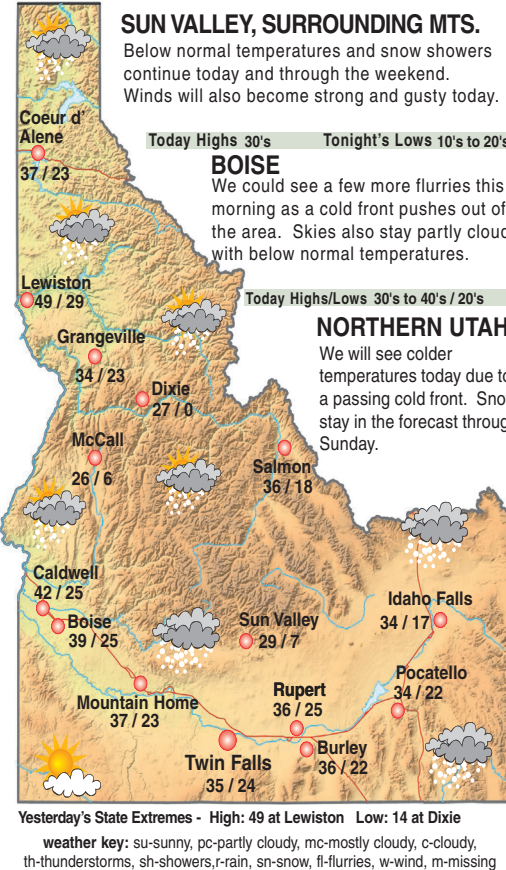 SUN VALLEY, SURROUNDING MTS.
Below normal temperatures and snow showers
continue today and through the weekend.
Winds will also become strong and gusty today.
Today Highs 30's Tonight's Lows 10's to 20's
BOISE
We could see a few more flurries this
morning as a cold front pushes out of
the area. Skies also stay partly cloud
with below normal temperatures.
Today Highs/Lows 30's to 40's / 20's
NORTHERN UTAH
We will see colder
temperatures today due to
a passing cold front. Sno
stay in the forecast throug
Sunday.
Coeur d'
Alene
37 / 23
Lewiston
49 / 29
Grangeville
34 / 23
Dixie
27 / 0
McCall
26 / 6
Salmon
36 / 18
Caldwell
42 / 25
Boise
39 / 25
Sun Valley
29 / 7
Idaho Falls
34 / 17
Pocatello
34 / 22
Mountain Home
37 / 23
Rupert
36 / 25
Twin Falls
35 / 24
Burley
36 / 22
Yesterday's State Extremes - High: 49 at Lewiston Low: 14 at Dixie
weather key: su-sunny, pc-partly cloudy, mc-mostly cloudy, c-cloudy,
th-thunderstorms, sh-showers,r-rain, sn-snow, fl-flurries, w-wind, m-missing